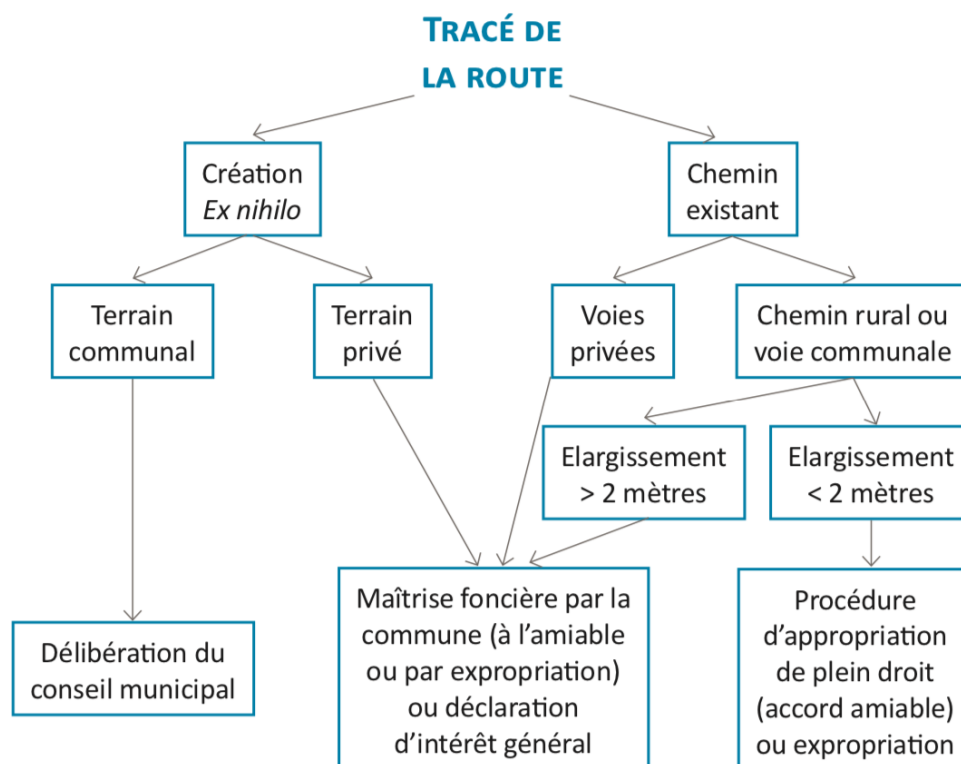 TRACÉ DE
LA ROUTE
Création
Ex nihilo
Chemin
existant
Terrain
communal
Terrain
privé
Voies
privées
Chemin rural ou
voie communale
Elargissement
> 2 mètres
Elargissement
< 2 mètres
Délibération du
conseil municipal
Maîtrise foncière par la
commune (à l’amiable
ou par expropriation)
ou déclaration
d’intérêt général
Procédure
d’appropriation
de plein droit
(accord amiable)
ou expropriation